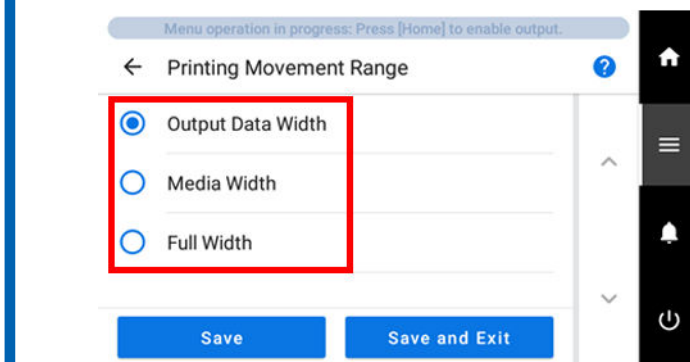 Menu operation in progress: Press [Home] to enable output.
Printing Movement Range
?
Output Data Width
Media Width
Full Width
Save
Save and Exit